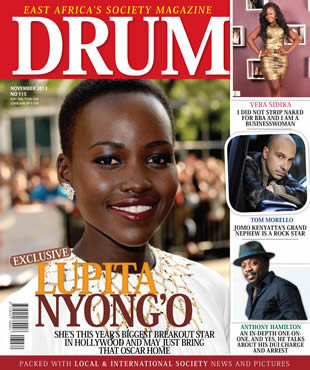 EAST AFRICA'S SOCIETY MAGAZINE
DRUM
NOVEMBER 2013
NO 115
VERA SIDIKA
I DID NOT STRIP NAKED
FOR BBA AND I AM A
BUSINESSWOMAN
TOM MORELLO
JOMO KENYATTA'S GRAND
NEPHEW IS A ROCK STAR
EXCLUSIVE
LUPITA
NYONG'O
SHE'S THIS YEAR'S BIGGEST BREAKOUT STAR
IN HOLLYWOOD AND MAY JUST BRING
THAT OSCAR HOME
ANTHONY HAMILTON
AN IN-DEPTH ONE-ON-
ONE. AND YES, HE TALKS
ABOUT HIS DUI CHARGE
AND ARREST
PACKED WITH LOCAL & INTERNATIONAL SOCIETY NEWS AND PICTURES